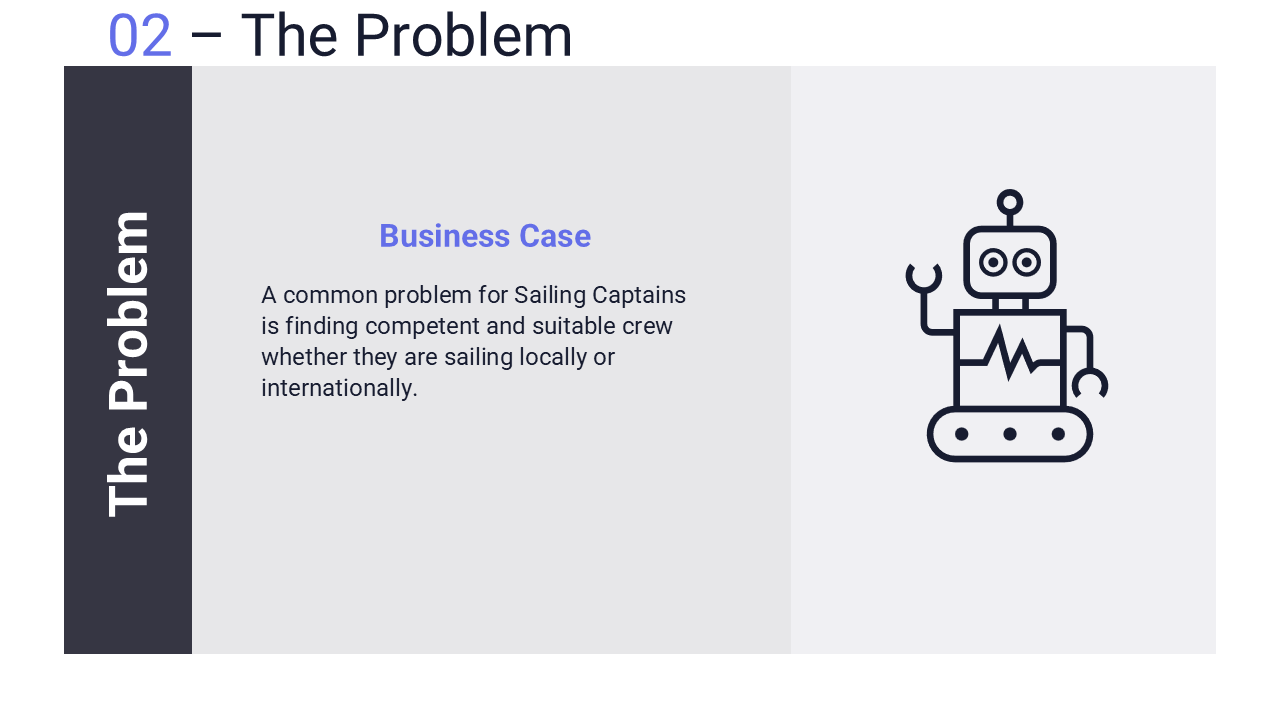 02 – The Problem
The Problem
Business Case
A common problem for Sailing Captains
is finding competent and suitable crew
whether they are sailing locally or
internationally.